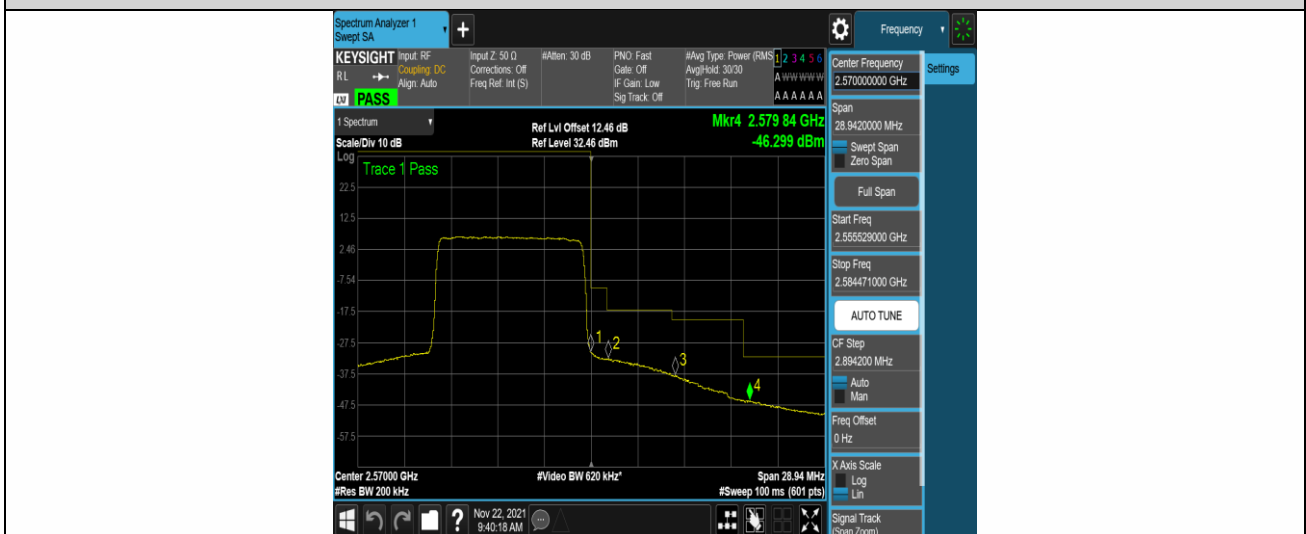 Spectrum Analyzer 1
Swept SA
Frequency
KEYSIGHT
Input: RF
Coupling: DC
Align: Auto
Input Z: 50 Ω
Corrections: Off
Freq Ref: Int (S)
#Atten: 30 dB
PNO: Fast
Gate: Off
IF Gain: Low
Sig Track: Off
#Avg Type: Power (RMS
Avg|Hold: 30/30
Trig: Free Run
1 2 3 4 5 6
A W W W W W
A A A A A A
RL
LXI
PASS
1 Spectrum
Scale/Div 10 dB
Ref Lvl Offset 12.46 dB
Ref Level 32.46 dBm
Mkr4 2.579 84 GHz
-46.299 dBm
Log
Trace 1 Pass
22.5
12.5
2.46
-7.54
-17.5
-27.5
-37.5
-47.5
-57.5
1
2
3
4
Center 2.57000 GHz
#Res BW 200 kHz
#Video BW 620 kHz*
Span 28.94 MHz
#Sweep 100 ms (601 pts)
?
Nov 22, 2021
9:40:18 AM
Center Frequency
2.570000000 GHz
Settings
Span
28.9420000 MHz
Swept Span
Zero Span
Full Span
Start Freq
2.555529000 GHz
Stop Freq
2.584471000 GHz
AUTO TUNE
CF Step
2.894200 MHz
Auto
Man
Freq Offset
0 Hz
X Axis Scale
Log
Lin
Signal Track
(Span Zoom)